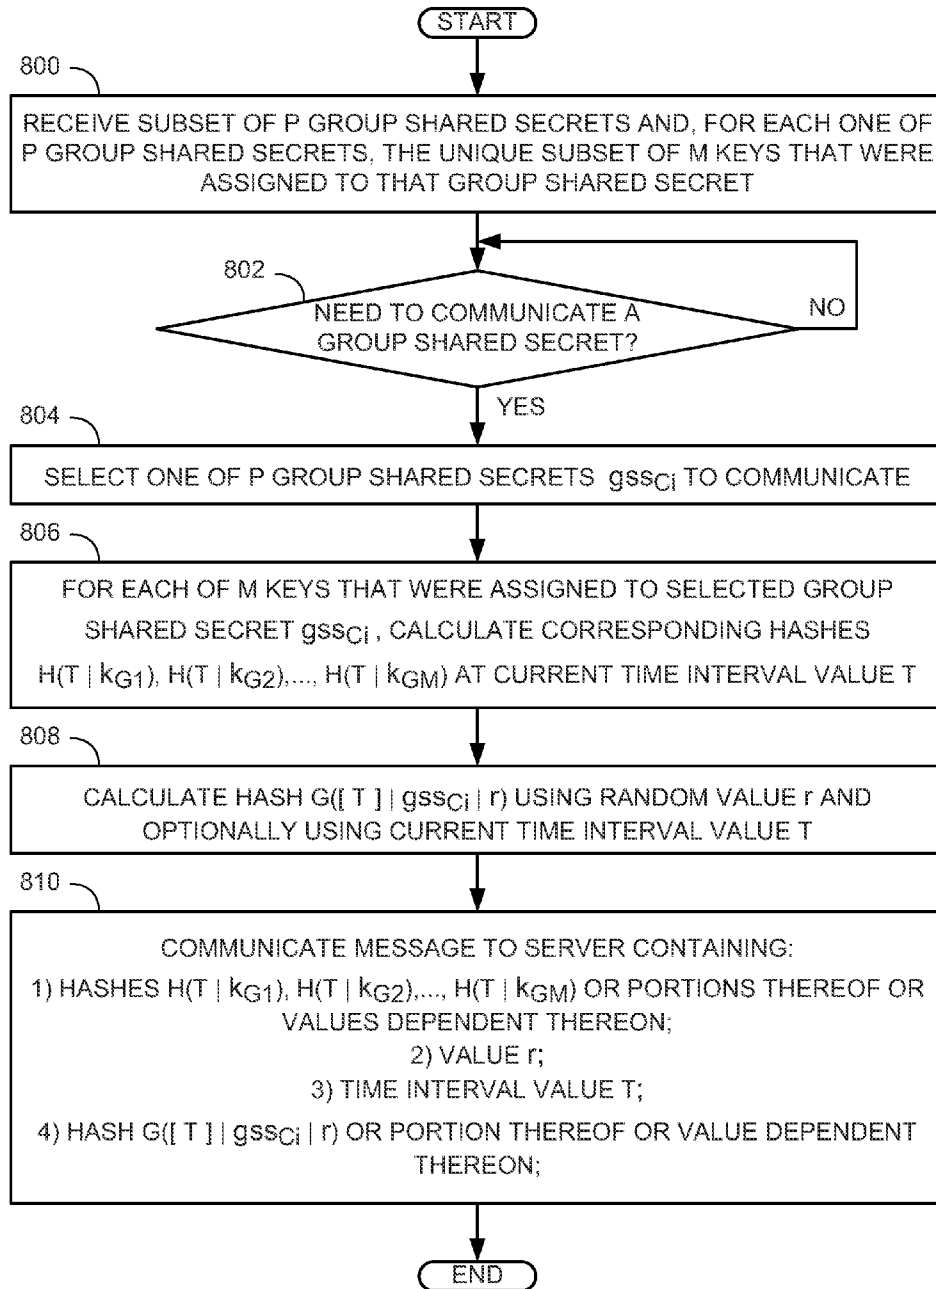 START
800
RECEIVE SUBSET OF P GROUP SHARED SECRETS AND, FOR EACH ONE OF
P GROUP SHARED SECRETS, THE UNIQUE SUBSET OF M KEYS THAT WERE
ASSIGNED TO THAT GROUP SHARED SECRET
802
NEED TO COMMUNICATE A
GROUP SHARED SECRET?
NO
YES
804
SELECT ONE OF P GROUP SHARED SECRETS gssCi TO COMMUNICATE
806
FOR EACH OF M KEYS THAT WERE ASSIGNED TO SELECTED GROUP
SHARED SECRET gssCi , CALCULATE CORRESPONDING HASHES
H(T | kG1), H(T | kG2),..., H(T | kGM) AT CURRENT TIME INTERVAL VALUE T
808
CALCULATE HASH G([ T ] | gssCi | r) USING RANDOM VALUE r AND
OPTIONALLY USING CURRENT TIME INTERVAL VALUE T
810
COMMUNICATE MESSAGE TO SERVER CONTAINING:
1) HASHES H(T | kG1), H(T | kG2),..., H(T | kGM) OR PORTIONS THEREOF OR
VALUES DEPENDENT THEREON;
2) VALUE r;
3) TIME INTERVAL VALUE T;
4) HASH G([ T ] | gssCi | r) OR PORTION THEREOF OR VALUE DEPENDENT
THEREON;
END